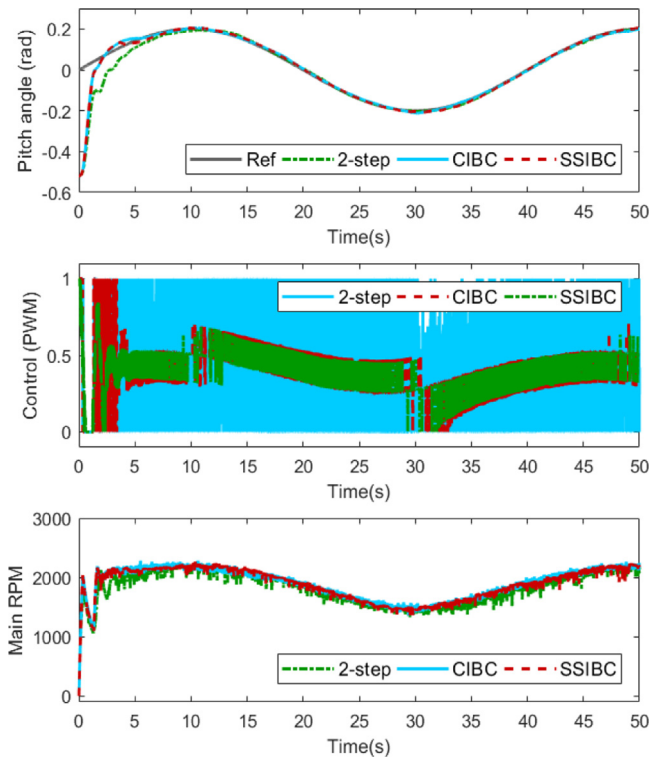 0.2
0
-0.2
-0.4
-0.6
Pitch angle (rad)
Ref 2-step CIBC SSIBC
0 5 10 15 20 25 30 35 40 45 50
Time(s)
1
0.5
0
Control (PWM)
2-step CIBC SSIBC
0 5 10 15 20 25 30 35 40 45 50
Time(s)
3000
2000
1000
0
Main RPM
2-step CIBC SSIBC
0 5 10 15 20 25 30 35 40 45 50
Time(s)